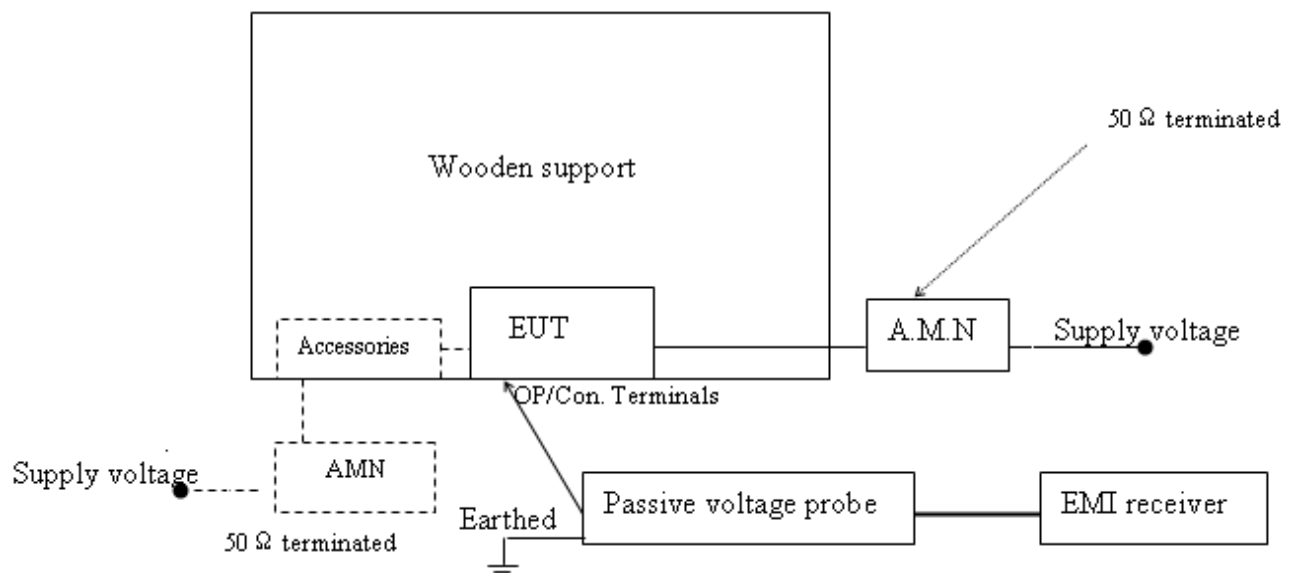 50 Ω terminated
Wooden support
EUT
A.M.N
Supply voltage
Accessories
OP/Con. Terminals
AMN
Supply voltage
Passive voltage probe
EMI receiver
Earthed
50 Ω terminated